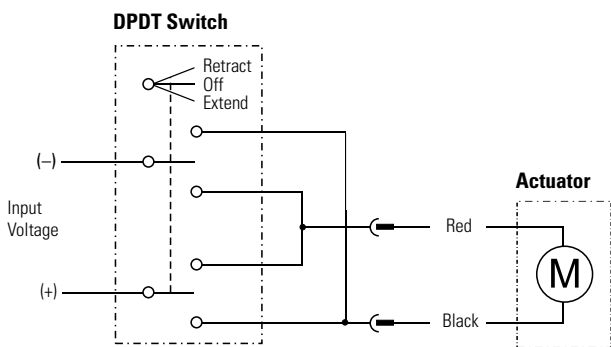 DPDT Switch
Retract
Off
Extend
(–)
Input
Voltage
(+)
Red
Black
Actuator
M